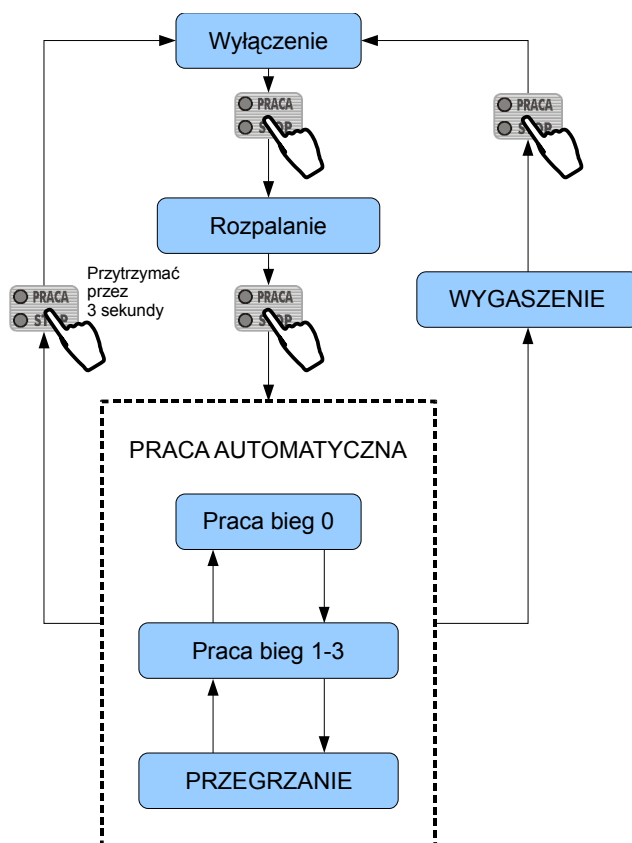 Wyłączenie
PRACA
STOP
PRACA
STOP
Rozpalanie
Przytrzymać
przez
3 sekundy
PRACA
STOP
PRACA
STOP
WYGASZENIE
PRACA AUTOMATYCZNA
Praca bieg 0
Praca bieg 1-3
PRZEGRZANIE